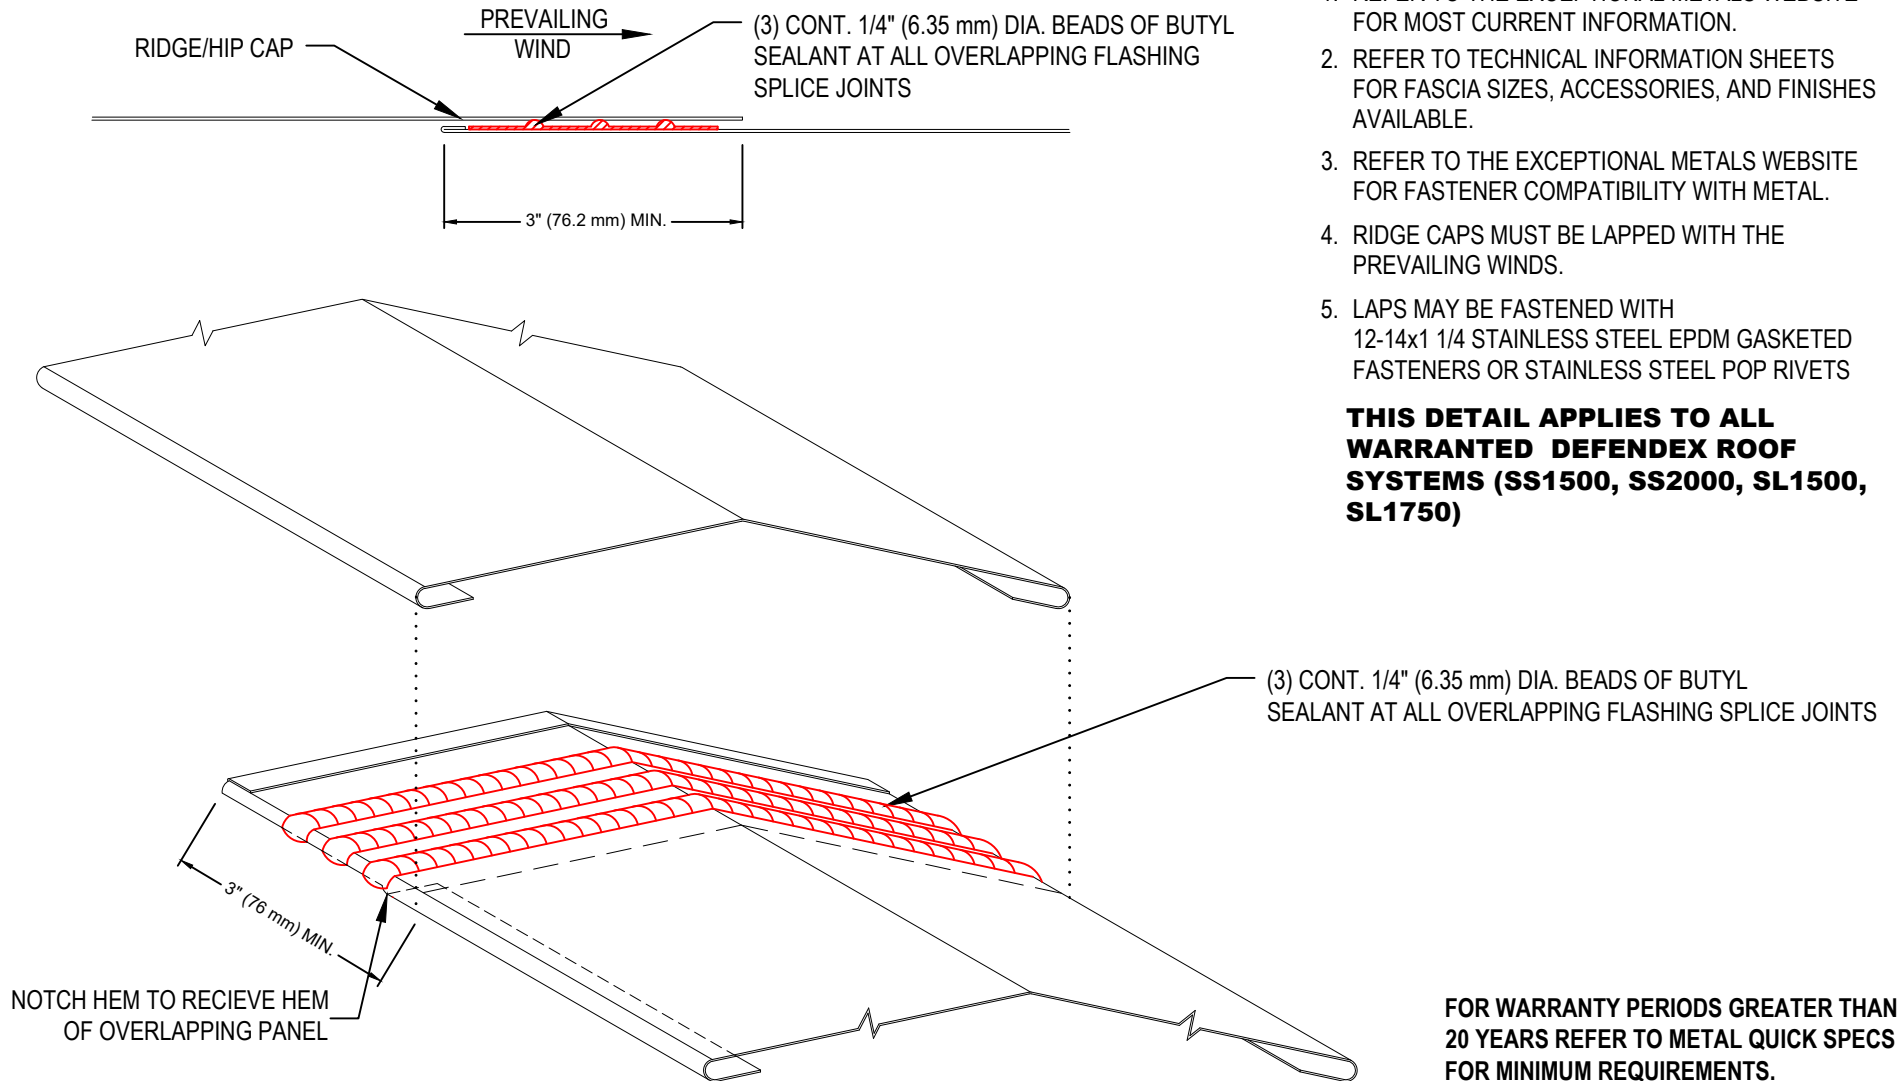 PREVAILING
WIND
RIDGE/HIP CAP
(3) CONT. 1/4" (6.35 mm) DIA. BEADS OF BUTYL
SEALANT AT ALL OVERLAPPING FLASHING
SPLICE JOINTS
3" (76.2 mm) MIN.
1. REFER TO THE EXCEPTIONAL METALS WEBSITE
FOR MOST CURRENT INFORMATION.
2. REFER TO TECHNICAL INFORMATION SHEETS
FOR FASCIA SIZES, ACCESSORIES, AND FINISHES
AVAILABLE.
3. REFER TO THE EXCEPTIONAL METALS WEBSITE
FOR FASTENER COMPATIBILITY WITH METAL.
4. RIDGE CAPS MUST BE LAPPED WITH THE
PREVAILING WINDS.
5. LAPS MAY BE FASTENED WITH
12-14x1 1/4 STAINLESS STEEL EPDM GASKETED
FASTENERS OR STAINLESS STEEL POP RIVETS
THIS DETAIL APPLIES TO ALL
WARRANTED DEFENDEX ROOF
SYSTEMS (SS1500, SS2000, SL1500,
SL1750)
(3) CONT. 1/4" (6.35 mm) DIA. BEADS OF BUTYL
SEALANT AT ALL OVERLAPPING FLASHING SPLICE JOINTS
3" (76 mm) MIN.
NOTCH HEM TO RECIEVE HEM
OF OVERLAPPING PANEL
FOR WARRANTY PERIODS GREATER THAN
20 YEARS REFER TO METAL QUICK SPECS
FOR MINIMUM REQUIREMENTS.